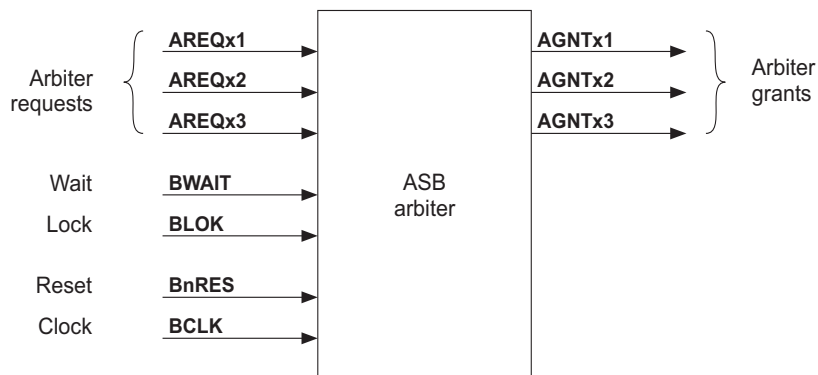 AREQx1
AREQx2
AREQx3
Arbiter
requests
Wait
BWAIT
Lock
BLOK
Reset
BnRES
Clock
BCLK
ASB
arbiter
AGNTx1
AGNTx2
AGNTx3
Arbiter
grants